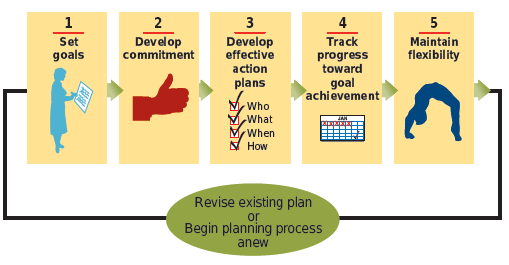 1
Set
goals
2
Develop
commitment
3
Develop
effective
action
plans
Who
What
When
How
4
Track
progress
toward
goal
achievement
JAN
5
Maintain
flexibility
Revise existing plan
or
Begin planning process
anew